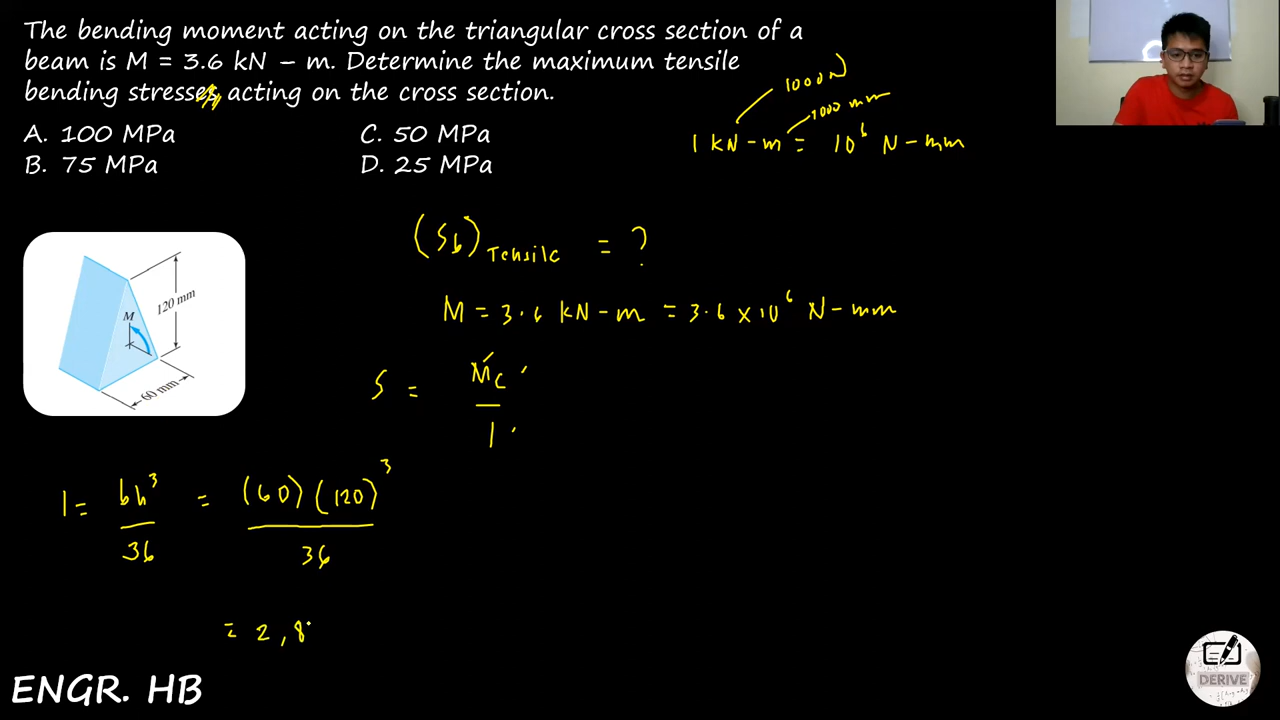 The bending moment acting on the triangular cross section of a
beam is M = 3.6 kN – m. Determine the maximum tensile
bending stresses acting on the cross section.
A. 100 MPa
C. 50 MPa
B. 75 MPa
D. 25 MPa
1000 N
1000 mm
1 kN-m = 10⁶ N-mm
(Sb)Tensile = ?
M = 3.6 kN-m = 3.6 x 10⁶ N-mm
S = Mc / I
120 mm
M
60 mm
I = bh³ / 36 = (60)(120)³ / 36
= 2,8
ENGR. HB
DERIVE